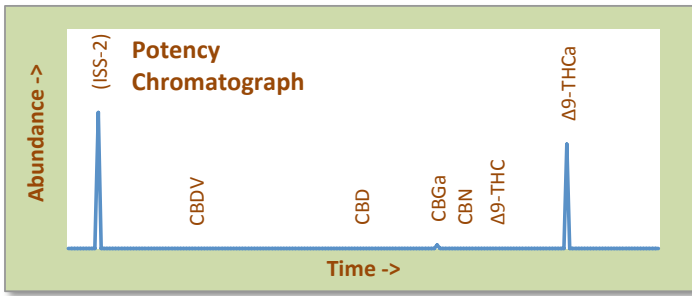 Potency
Chromatograph
Abundance ->
(ISS-2)
CBDV
CBD
CBGa
CBN
Δ9-THC
Δ9-THCa
Time ->